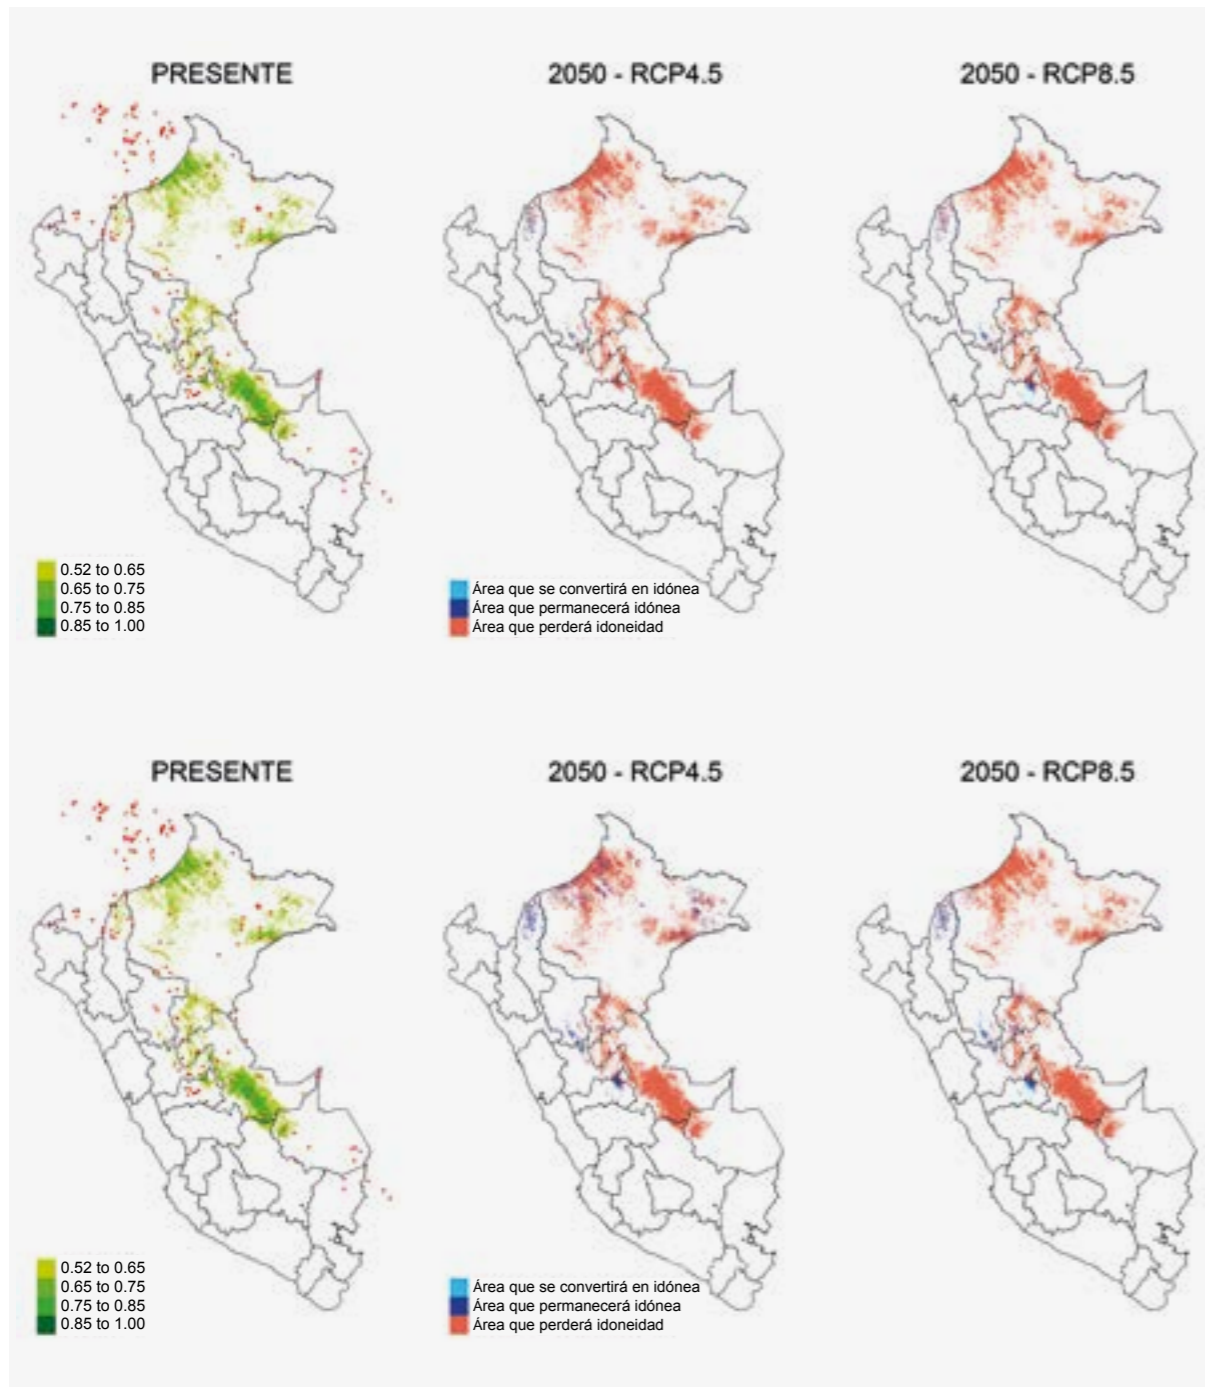 PRESENTE
2050 - RCP4.5
2050 - RCP8.5
0.52 to 0.65
0.65 to 0.75
0.75 to 0.85
0.85 to 1.00
Área que se convertirá en idónea
Área que permanecerá idónea
Área que perderá idoneidad
PRESENTE
2050 - RCP4.5
2050 - RCP8.5
0.52 to 0.65
0.65 to 0.75
0.75 to 0.85
0.85 to 1.00
Área que se convertirá en idónea
Área que permanecerá idónea
Área que perderá idoneidad